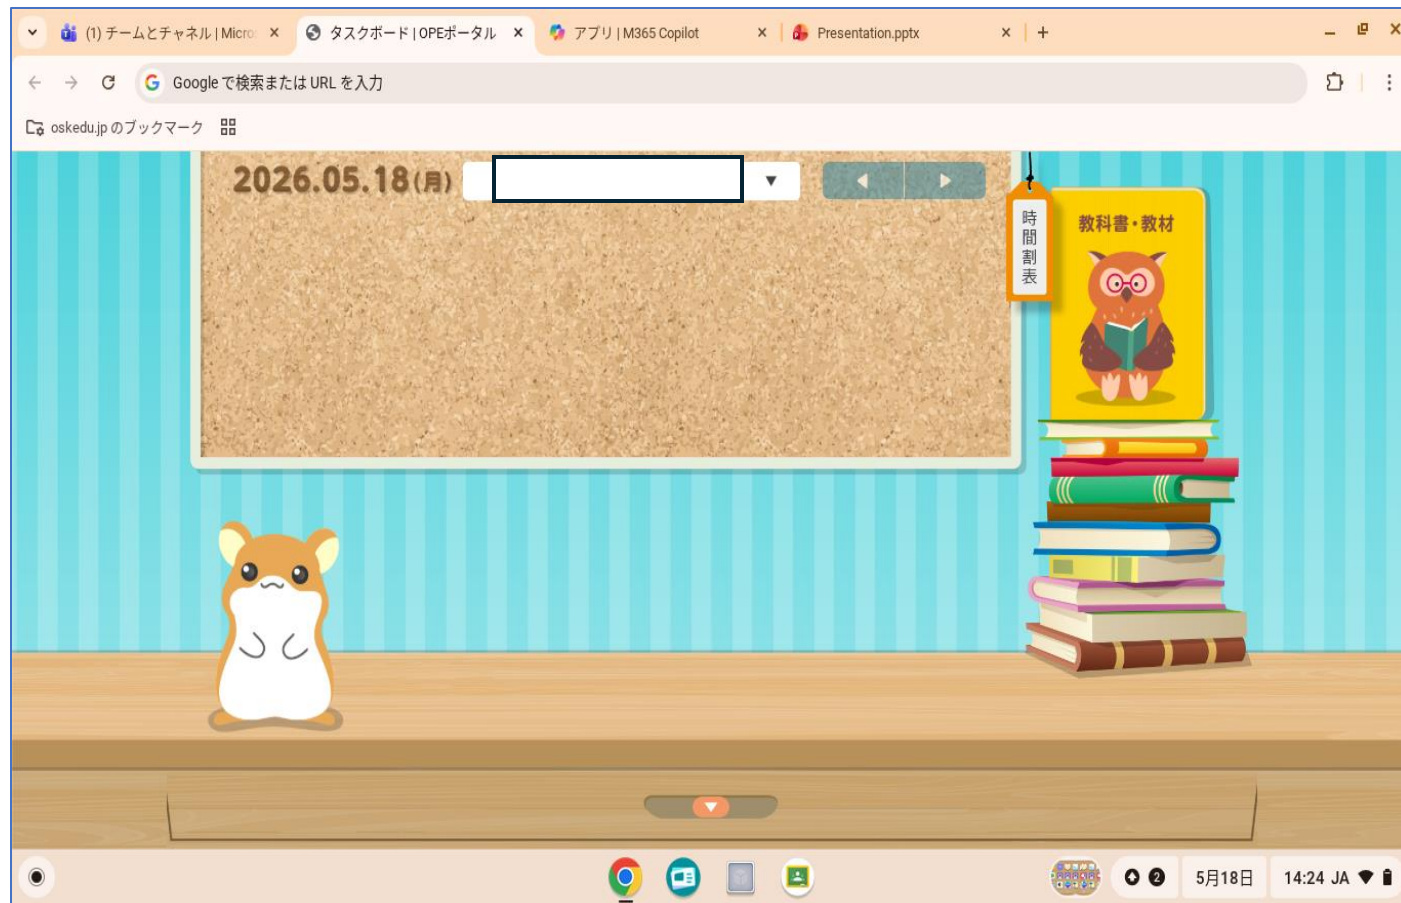 (1) チームとチャネル | Micro
タスクボード | OPEポータル
アプリ | M365 Copilot
Presentation.pptx
Google で検索または URL を入力
oskedu.jp のブックマーク
2026.05.18(月)
時間割表
教科書・教材
2
5月18日
14:24 JA